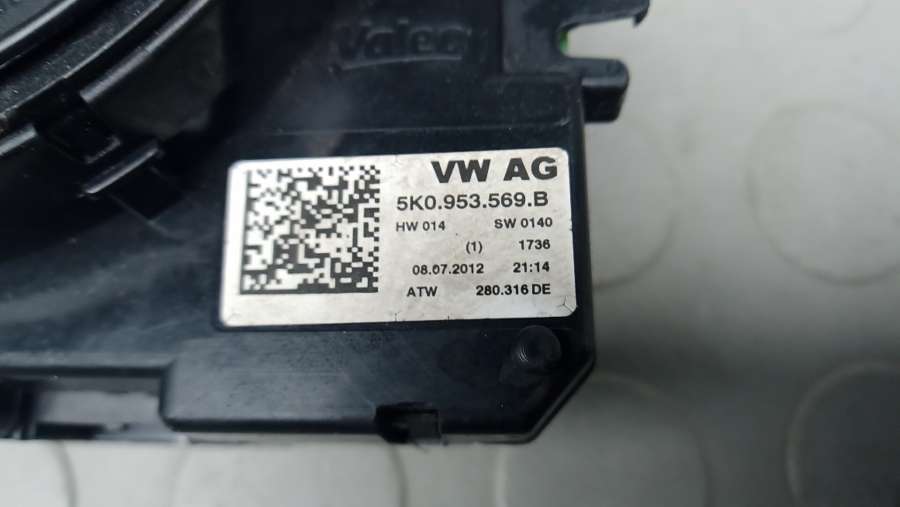 Valeo
VW AG
5K0.953.569.B
HW 014 SW 0140
(1) 1736
08.07.2012 21:14
ATW 280.316 DE